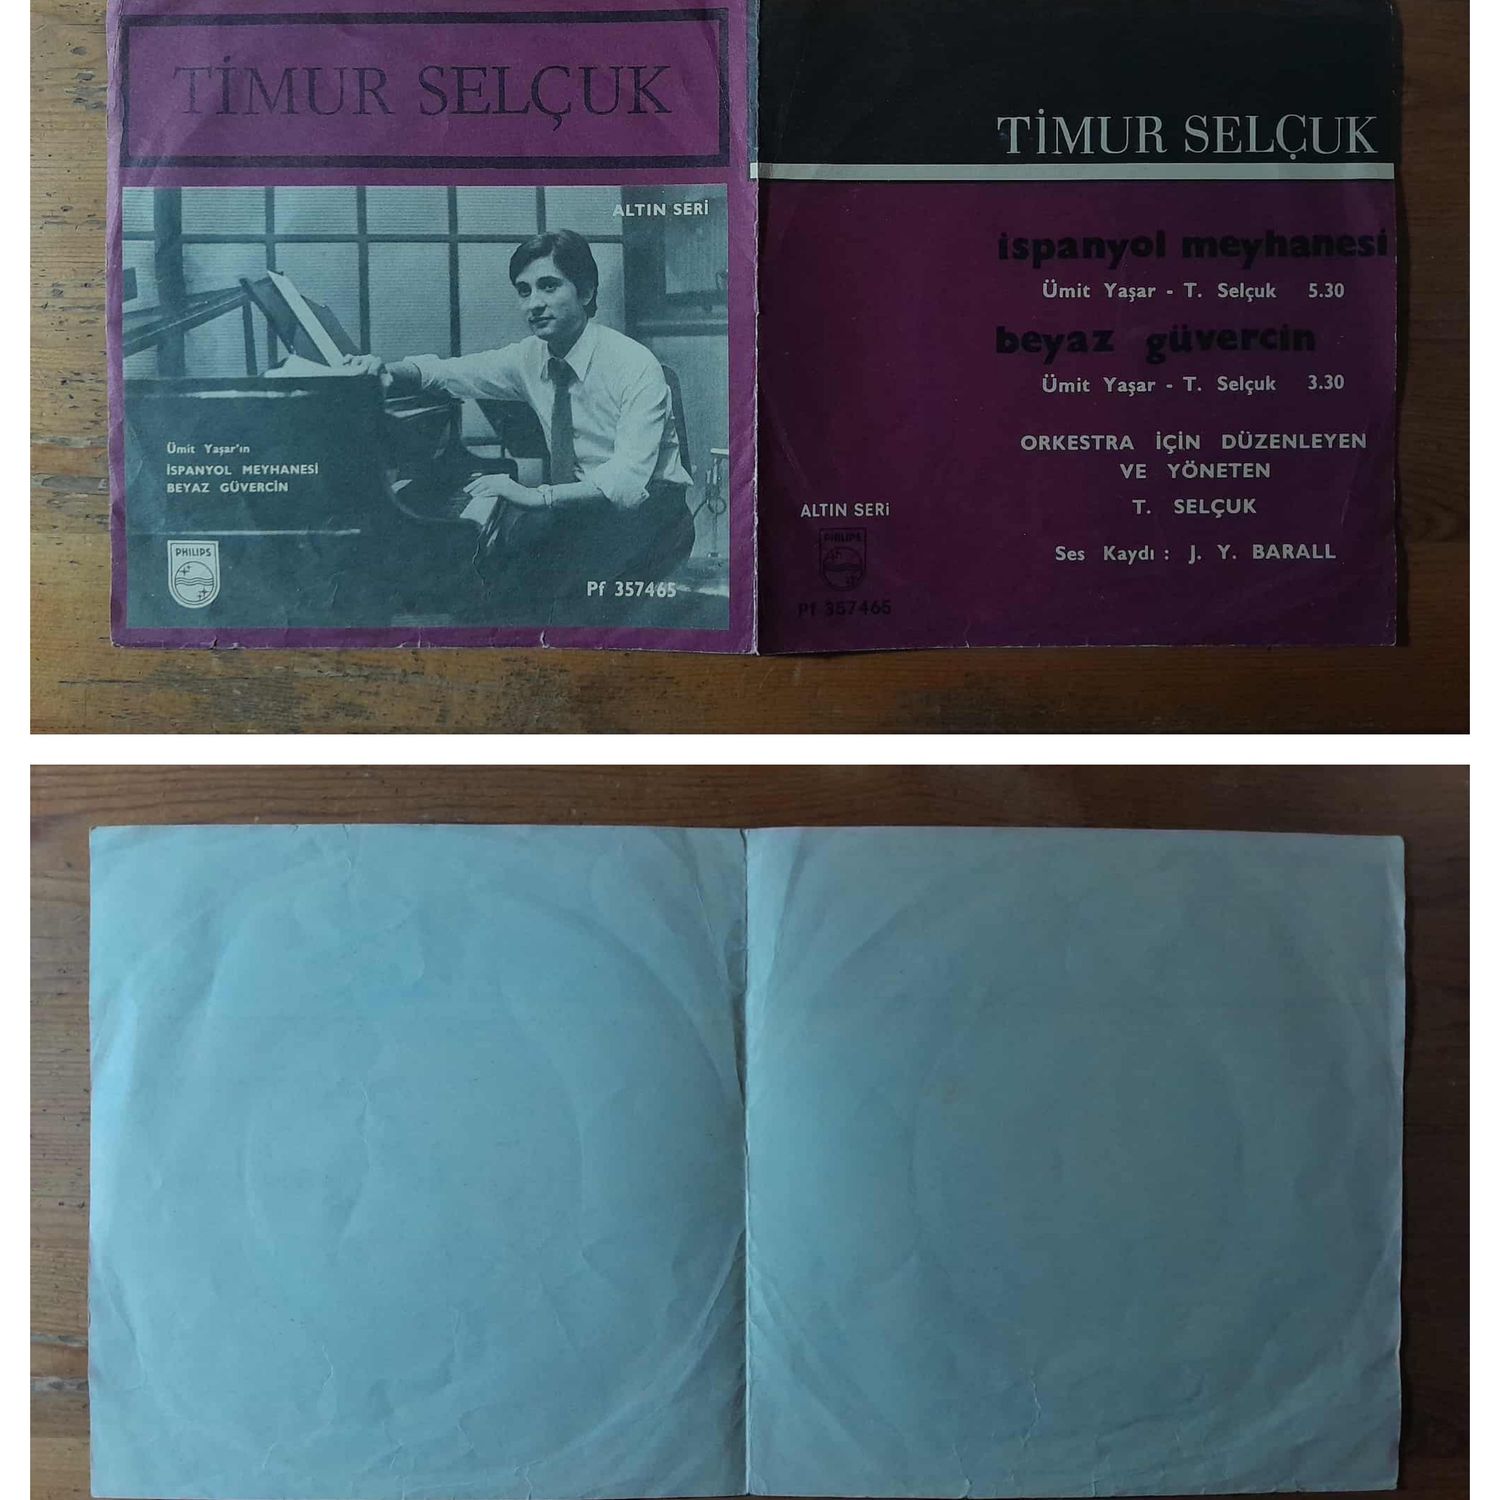 TİMUR SELÇUK
ALTIN SERİ
Ümit Yaşar'ın
İSPANYOL MEYHANESİ
BEYAZ GÜVERCİN
PHILIPS
Pf 357465
TİMUR SELÇUK
ispanyol meyhanesi
Ümit Yaşar - T. Selçuk 5.30
beyaz güvercin
Ümit Yaşar - T. Selçuk 3.30
ORKESTRA İÇİN DÜZENLEYEN
VE YÖNETEN
T. SELÇUK
Ses Kaydı : J. Y. BARALL
ALTIN SERİ
PHILIPS
Pf 357465